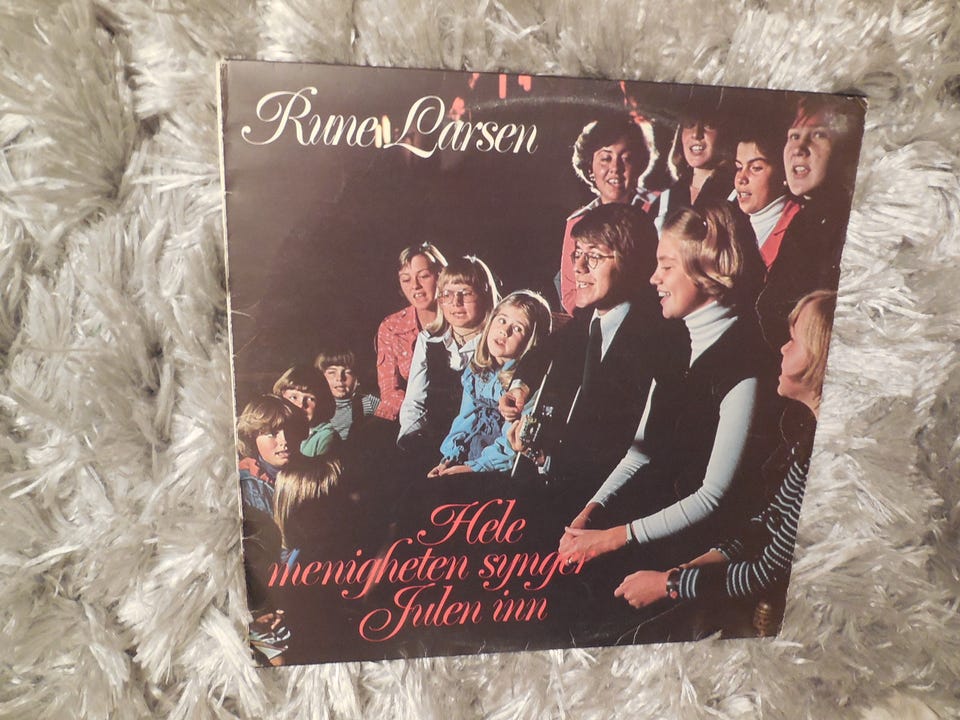 Rune Larsen
Hele
menigheten synger
Julen inn